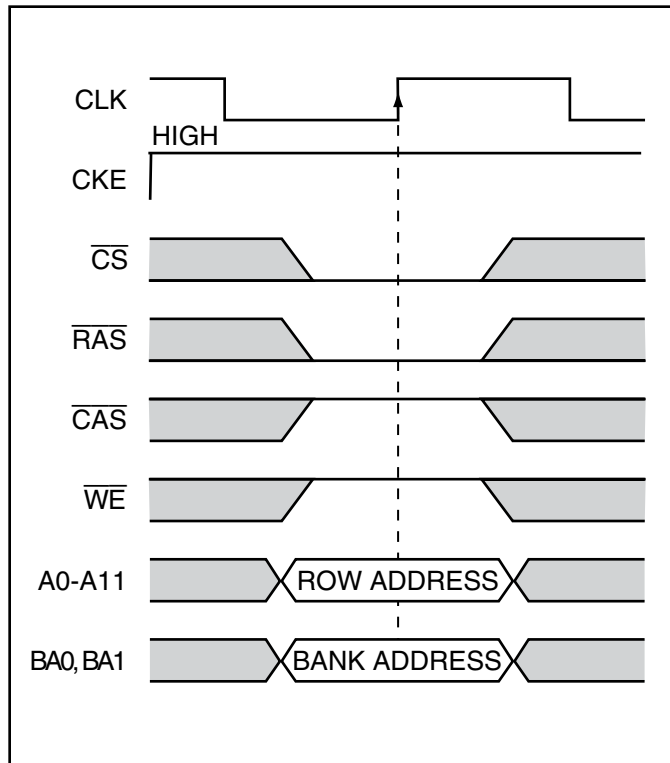 CLK
HIGH
CKE
CS
RAS
CAS
WE
A0-A11 ROW ADDRESS
BA0, BA1 BANK ADDRESS